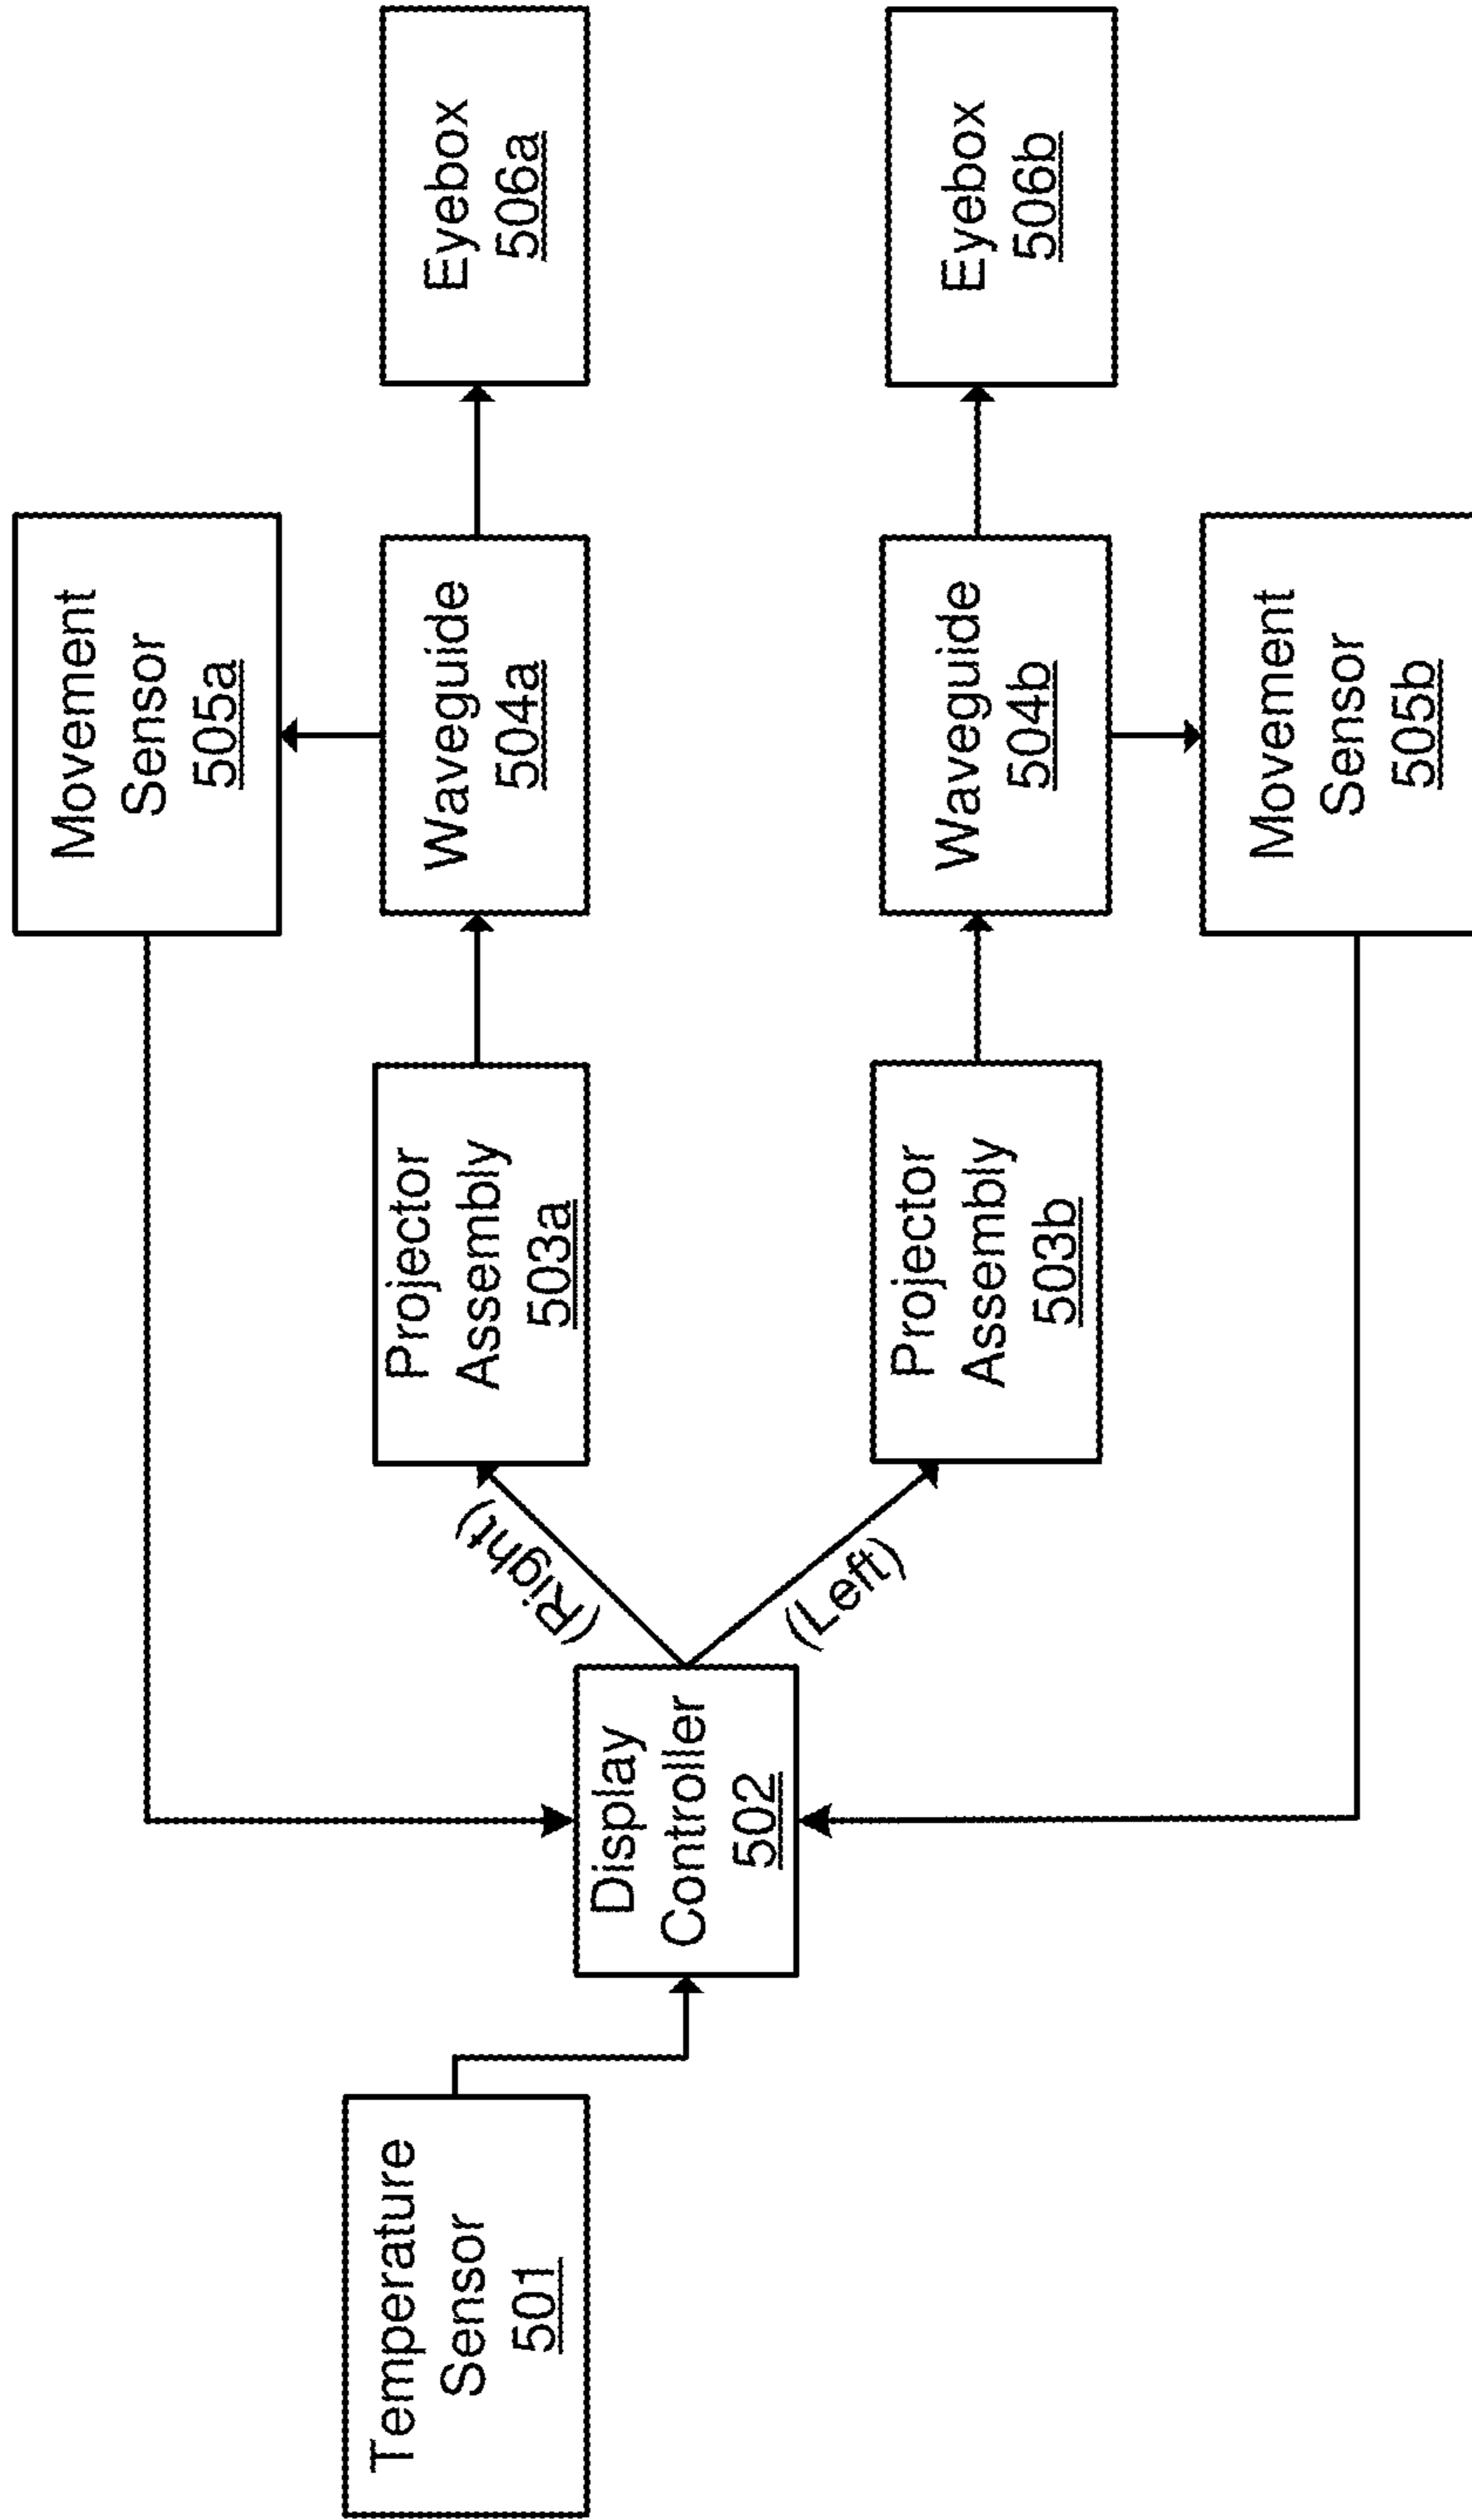 Movement
Sensor
505a
Temperature
Sensor
501
Display
Controller
502
(Right)
Projector
Assembly
503a
Waveguide
504a
Eyebox
506a
(Left)
Projector
Assembly
503b
Waveguide
504b
Eyebox
506b
Movement
Sensor
505b